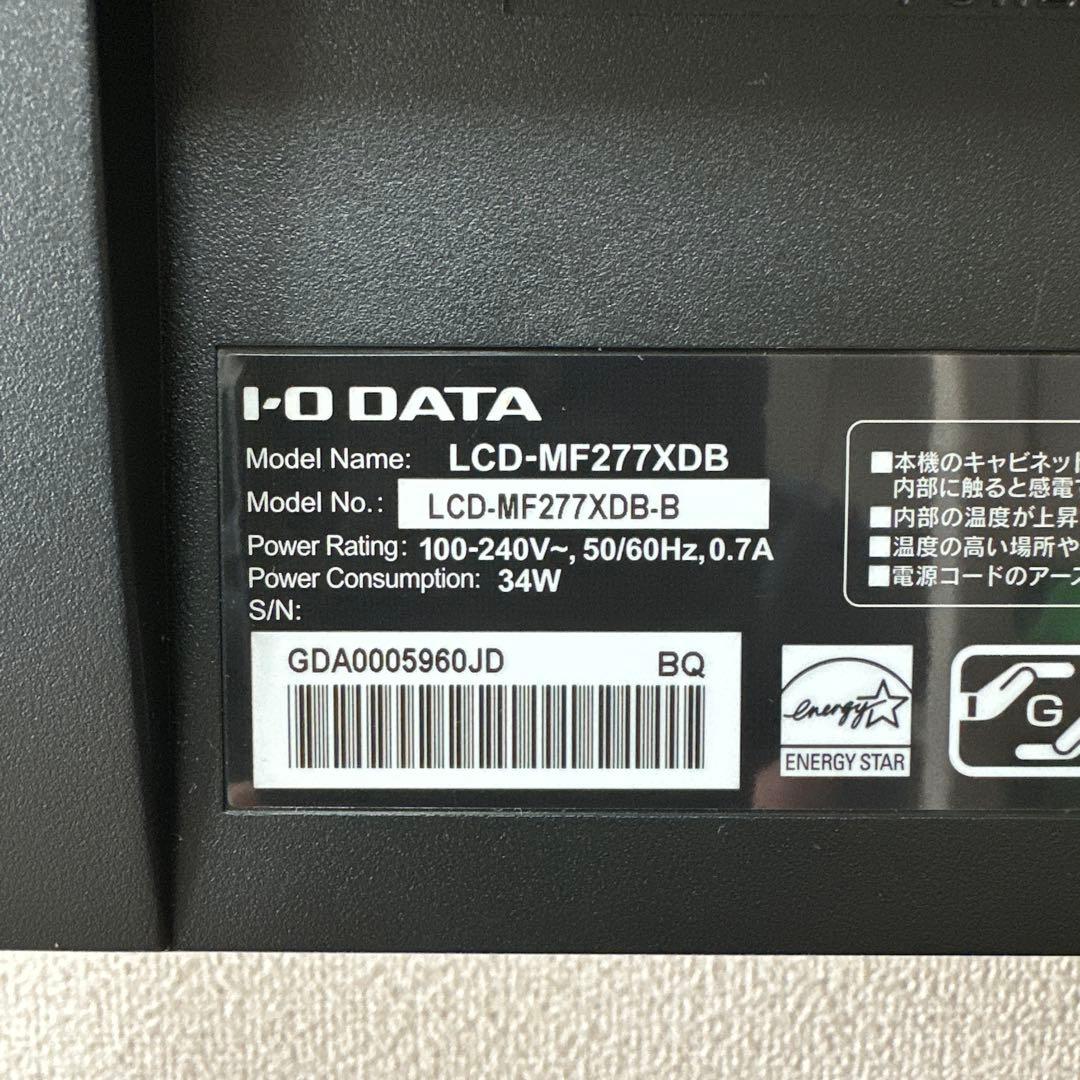 I-O DATA
Model Name: LCD-MF277XDB
Model No.: LCD-MF277XDB-B
Power Rating: 100-240V~, 50/60Hz, 0.7A
Power Consumption: 34W
S/N:
GDA0005960JD BQ
energy
ENERGY STAR
■本機のキャビネット
内部に触ると感電
■内部の温度が上昇
■温度の高い場所や
■電源コードのアース
G